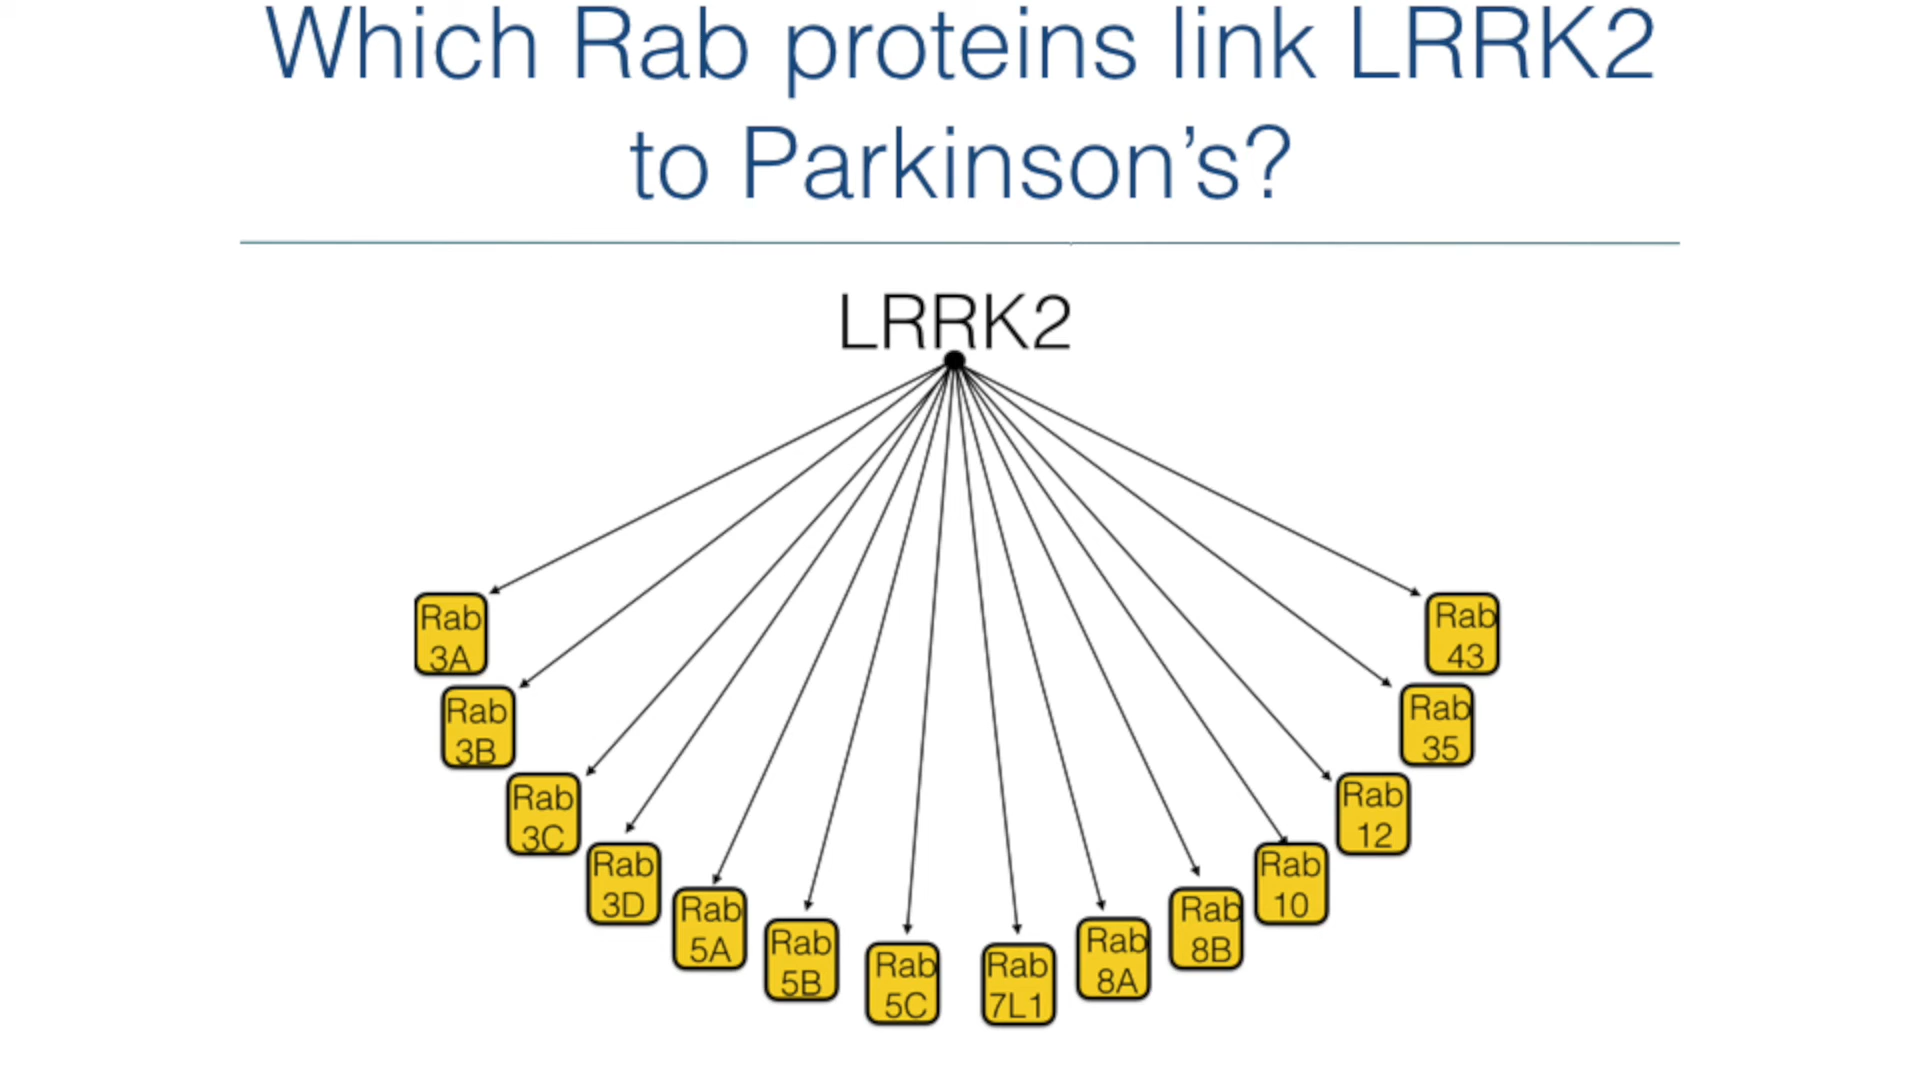 Which Rab proteins link LRRK2
to Parkinson’s?
LRRK2
Rab
3A
Rab
3B
Rab
3C
Rab
3D
Rab
5A
Rab
5B
Rab
5C
Rab
7L1
Rab
8A
Rab
8B
Rab
10
Rab
12
Rab
35
Rab
43